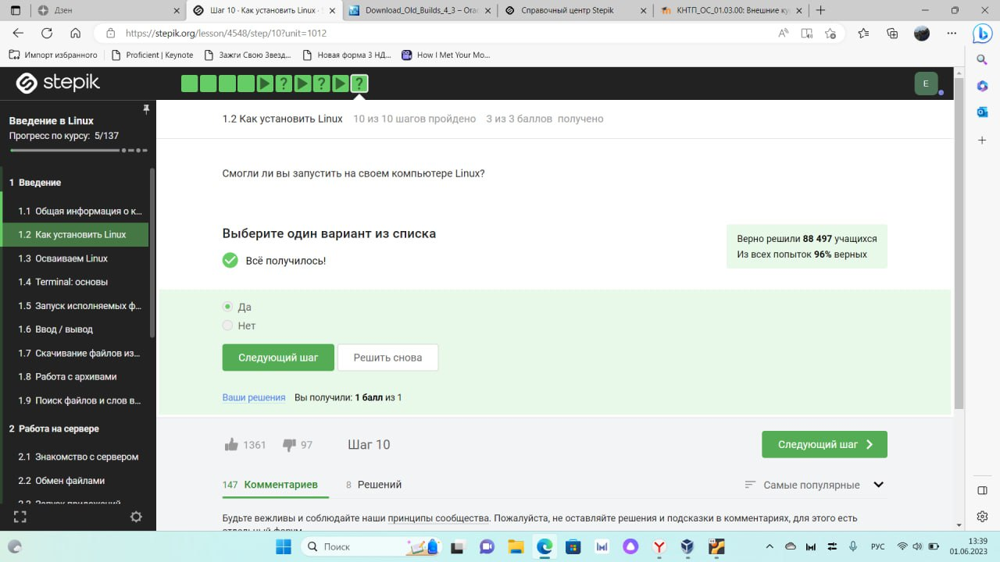 Дзен
Шаг 10 · Как установить Linux · S
Download_Old_Builds_4_3 – Orac
Справочный центр Stepik
КНТП_ОС_01.03.00: Внешние ку
https://stepik.org/lesson/4548/step/10?unit=1012
Импорт избранного
Proficient | Keynote
Зажги Свою Звезд...
Новая форма 3 НД...
How I Met Your Mo...
stepik
E
Введение в Linux
Прогресс по курсу: 5/137
1.2 Как установить Linux 10 из 10 шагов пройдено 3 из 3 баллов получено
1 Введение
1.1 Общая информация о к...
1.2 Как установить Linux
1.3 Осваиваем Linux
1.4 Terminal: основы
1.5 Запуск исполняемых ф...
1.6 Ввод / вывод
1.7 Скачивание файлов из...
1.8 Работа с архивами
1.9 Поиск файлов и слов в...
2 Работа на сервере
2.1 Знакомство с сервером
2.2 Обмен файлами
2.3 Запуск приложений
Смогли ли вы запустить на своем компьютере Linux?
Выберите один вариант из списка
Всё получилось!
Верно решили 88 497 учащихся
Из всех попыток 96% верных
Да
Нет
Следующий шаг
Решить снова
Ваши решения Вы получили: 1 балл из 1
1361
97
Шаг 10
Следующий шаг
147 Комментариев
8 Решений
Самые популярные
Будьте вежливы и соблюдайте наши принципы сообщества. Пожалуйста, не оставляйте решения и подсказки в комментариях, для этого есть
отдельный форум.
Поиск
РУС
13:39
01.06.2023